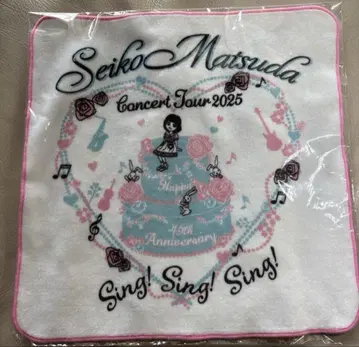 Seiko Matsuda
Concert Tour 2025
Happy
45th
Anniversary
Sing! Sing! Sing!